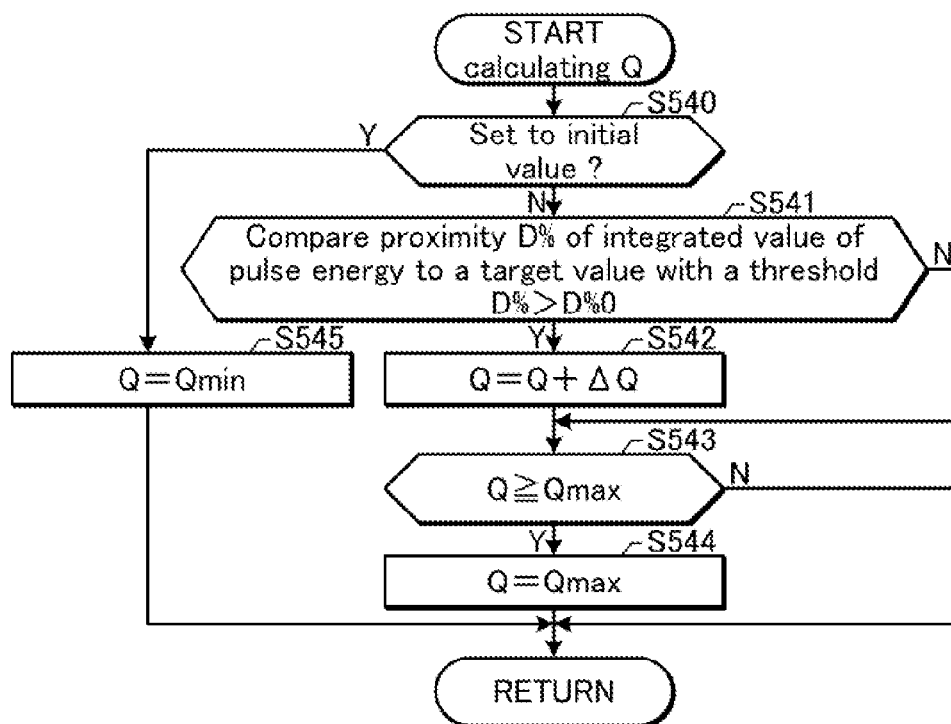 START
calculating Q
S540
Y
Set to initial
value ?
N
S541
Compare proximity D% of integrated value of
pulse energy to a target value with a threshold
D%>D%0
N
Y
S545
Q=Qmin
S542
Q=Q+ΔQ
S543
Q≧Qmax
N
Y
S544
Q=Qmax
RETURN